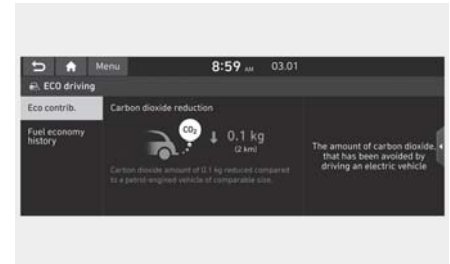 Menu
8:59 AM 03.01
ECO driving
Eco contrib.
Fuel economy
history
Carbon dioxide reduction
CO₂
0.1 kg
(2 km)
Carbon dioxide amount of 0.1 kg reduced compared
to a petrol-engined vehicle of comparable size.
The amount of carbon dioxide,
that has been avoided by
driving an electric vehicle